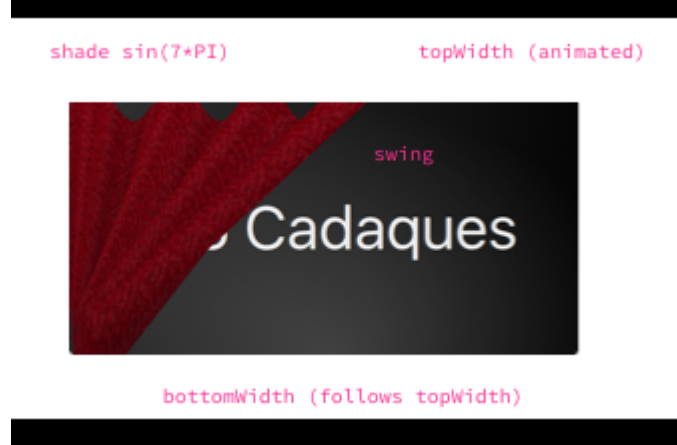 shade sin(7*PI)
topWidth (animated)
swing
Cadaques
bottomWidth (follows topWidth)